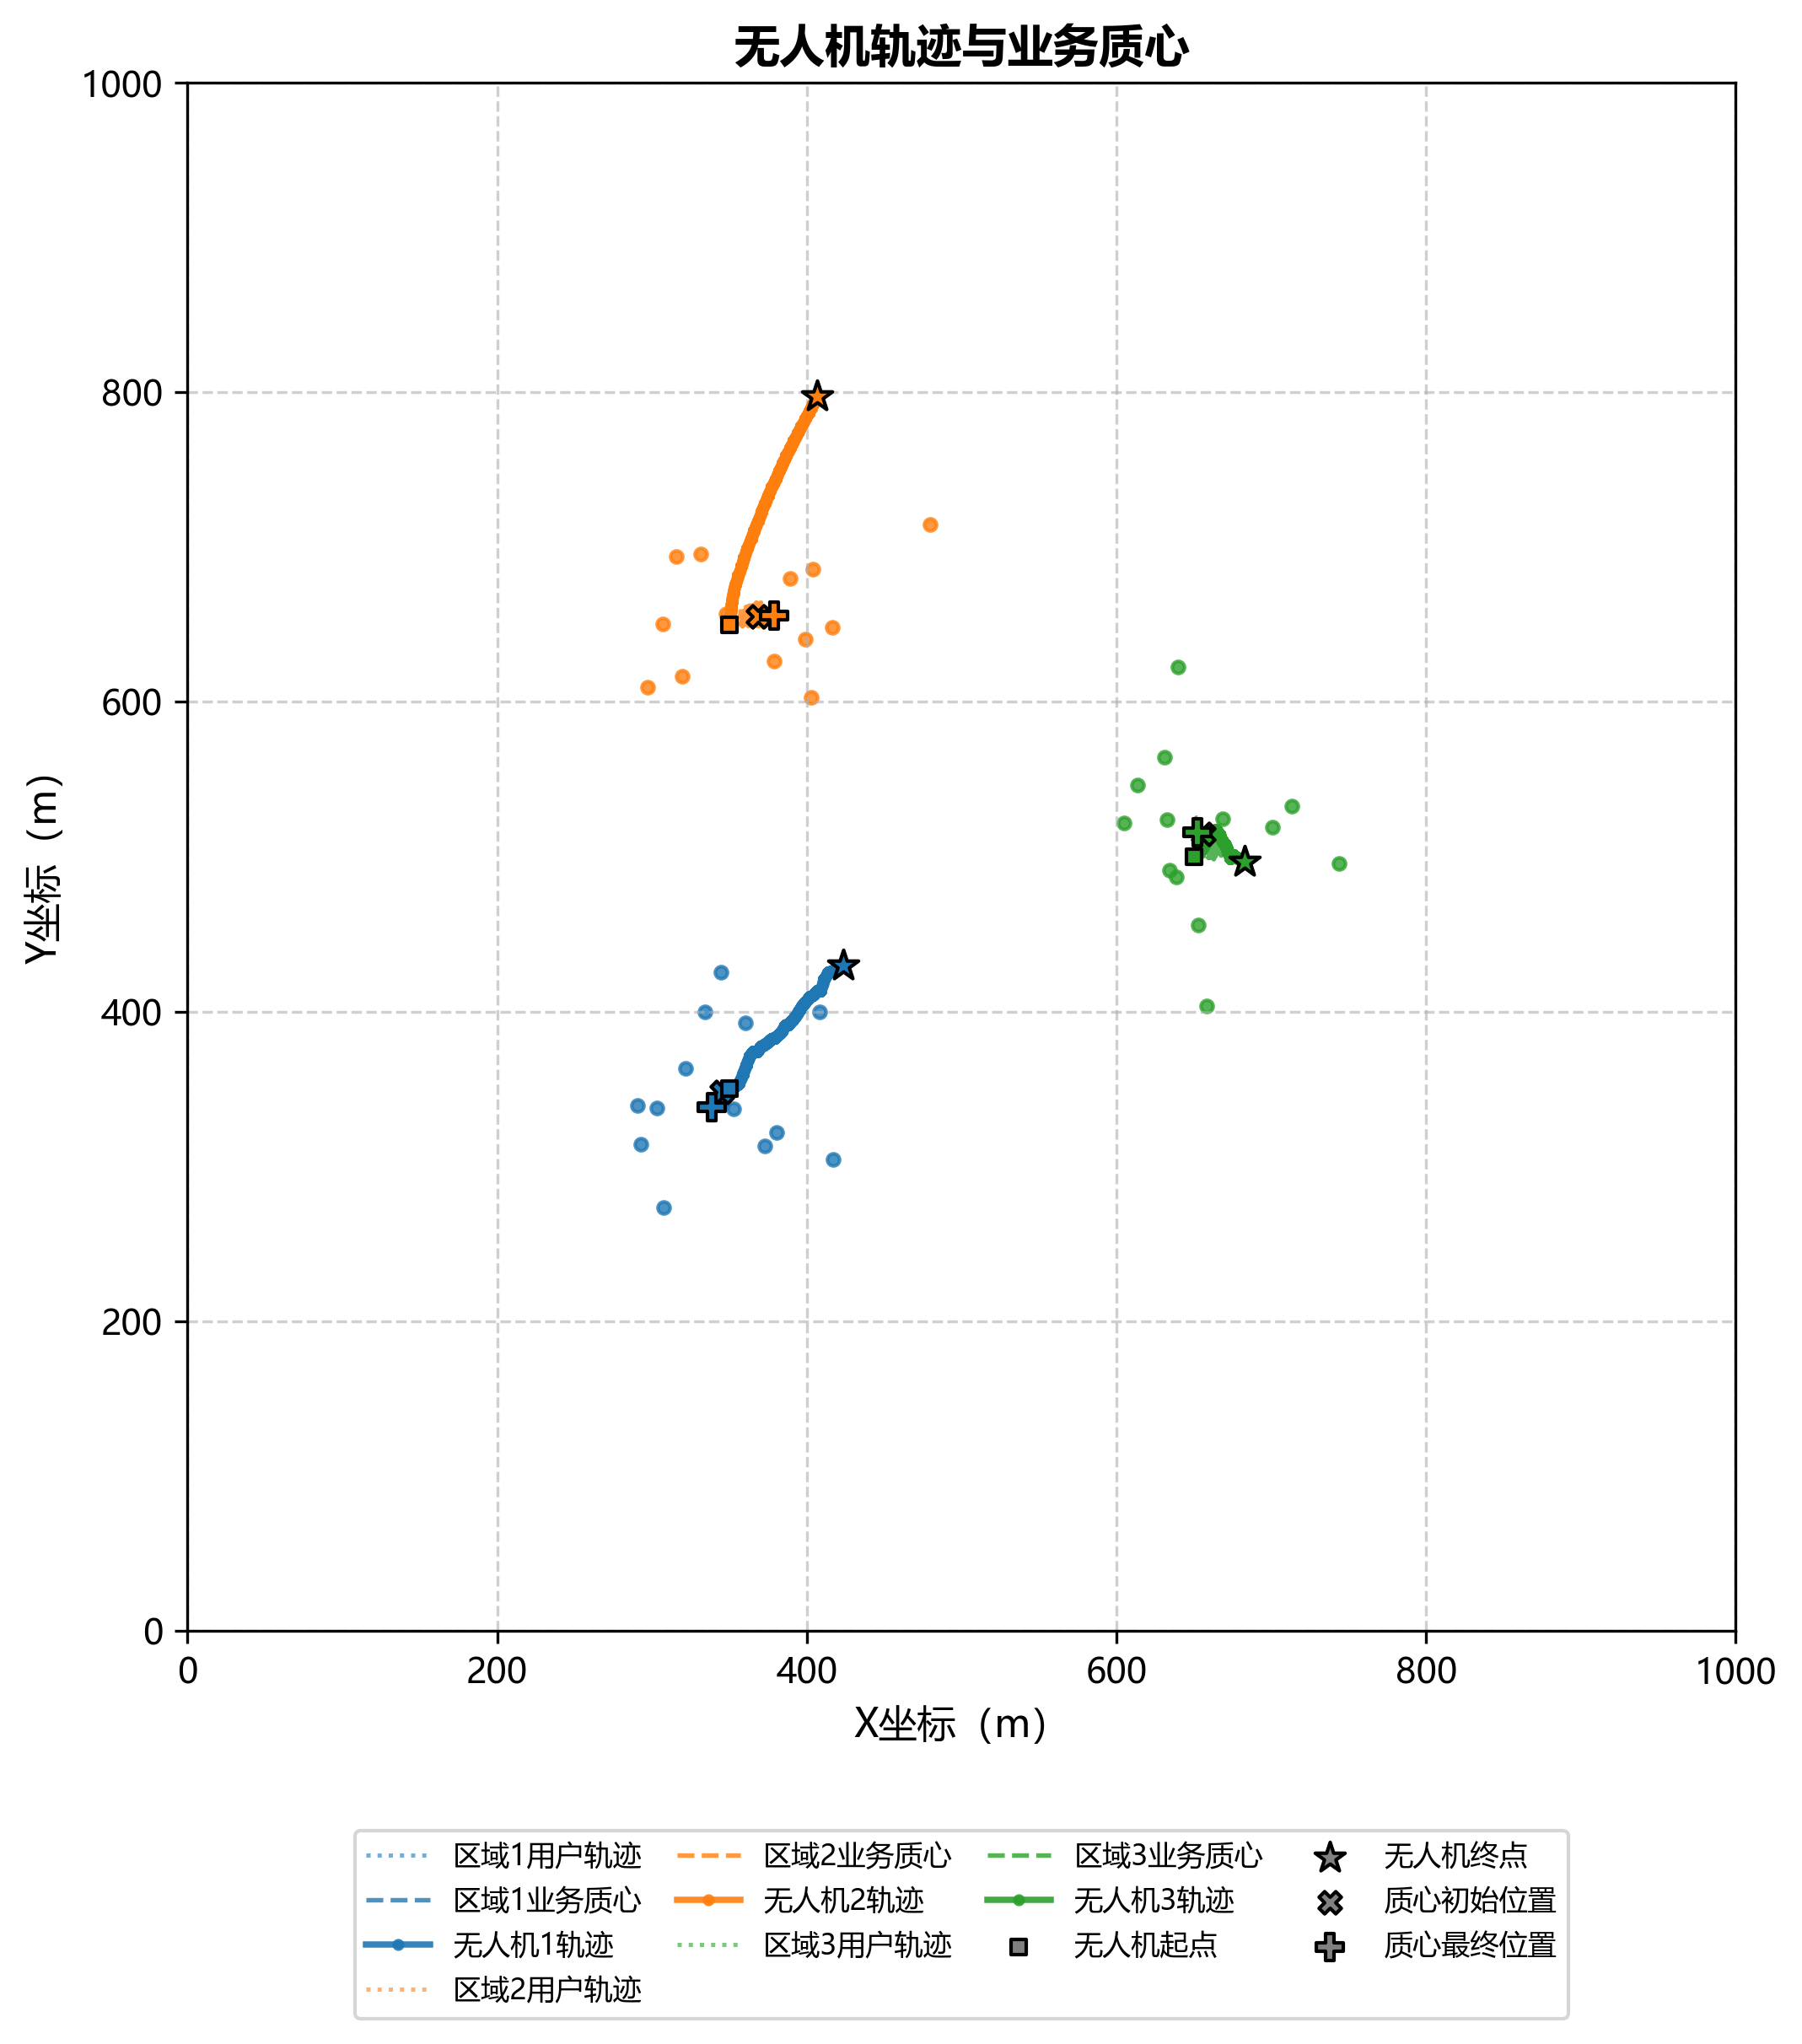 无人机轨迹与业务质心
1000
800
600
400
200
0
Y坐标（m）
0 200 400 600 800 1000
X坐标（m）
区域1用户轨迹
区域1业务质心
无人机1轨迹
区域2用户轨迹
区域2业务质心
无人机2轨迹
区域3用户轨迹
区域3业务质心
无人机3轨迹
无人机起点
无人机终点
质心初始位置
质心最终位置